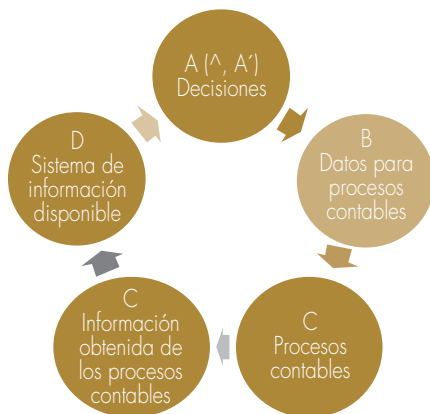 A (^, A´)
Decisiones
B
Datos para
procesos
contables
C
Procesos
contables
C
Información
obtenida de
los procesos
contables
D
Sistema de
información
disponible